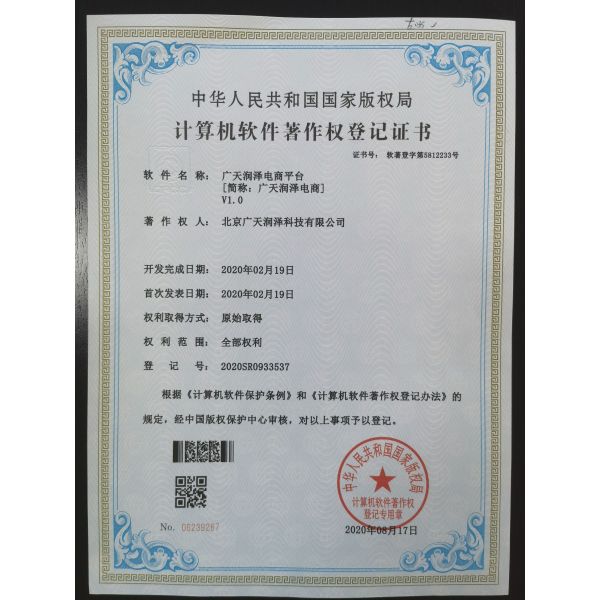 中华人民共和国国家版权局
计算机软件著作权登记证书
证书号： 软著登字第5812233号
软件名称： 广天润泽电商平台
[简称：广天润泽电商]
V1.0
著作权人： 北京广天润泽科技有限公司
开发完成日期： 2020年02月19日
首次发表日期： 2020年02月19日
权利取得方式： 原始取得
权利范围： 全部权利
登记号： 2020SR0933537
根据《计算机软件保护条例》和《计算机软件著作权登记办法》的
规定，经中国版权保护中心审核，对以上事项予以登记。
中华人民共和国国家版权局
计算机软件著作权
登记专用章
No. 06239267
2020年08月17日